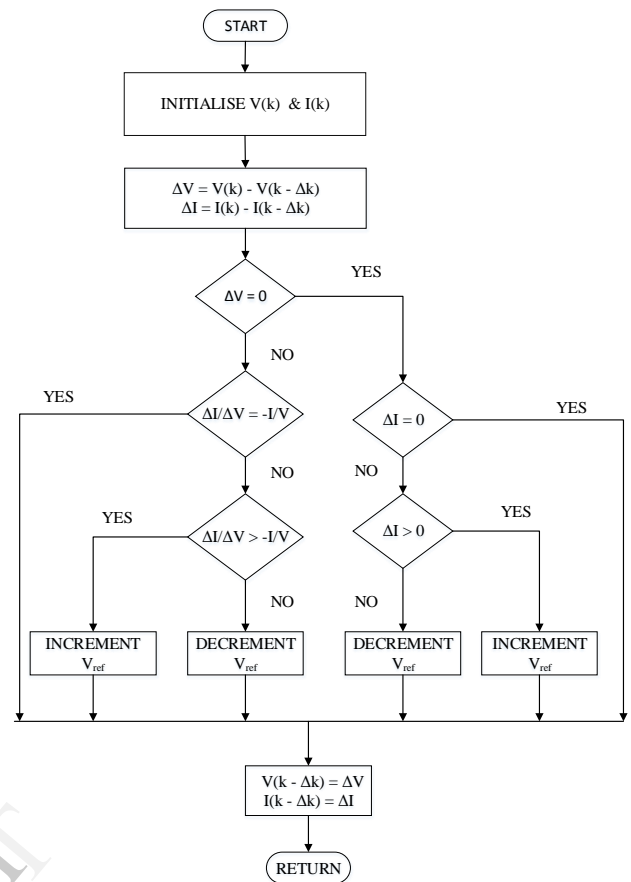 START
INITIALISE V(k) & I(k)
ΔV = V(k) - V(k - Δk)
ΔI = I(k) - I(k - Δk)
YES
ΔV = 0
NO
YES
ΔI/ΔV = -I/V
ΔI = 0
YES
NO
NO
YES
ΔI/ΔV > -I/V
ΔI > 0
YES
NO
NO
INCREMENT
Vref
DECREMENT
Vref
DECREMENT
Vref
INCREMENT
Vref
V(k - Δk) = ΔV
I(k - Δk) = ΔI
RETURN